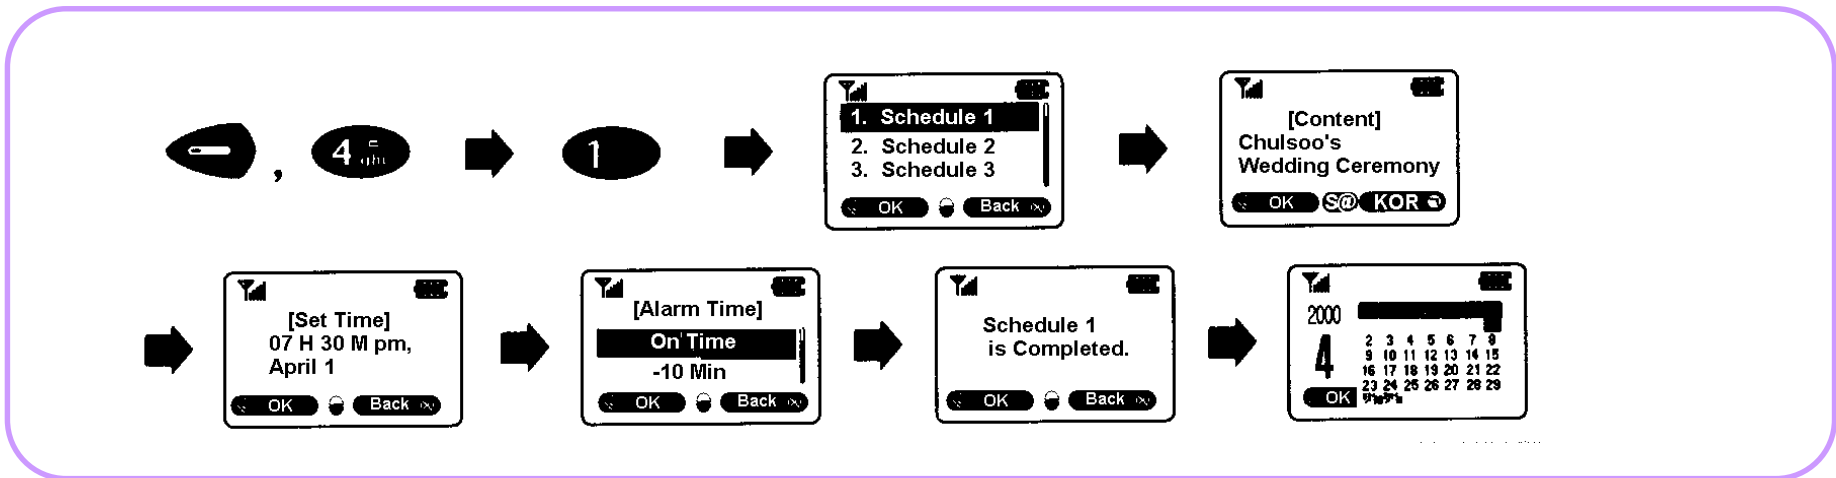 ,
4 ghi
1
1. Schedule 1
2. Schedule 2
3. Schedule 3
OK Back
[Content]
Chulsoo's
Wedding Ceremony
OK S@ KOR
[Set Time]
07 H 30 M pm,
April 1
OK Back
[Alarm Time]
On Time
-10 Min
OK Back
Schedule 1
is Completed.
OK Back
2000
4
2 3 4 5 6 7 8
9 10 11 12 13 14 15
16 17 18 19 20 21 22
23 24 25 26 27 28 29
OK